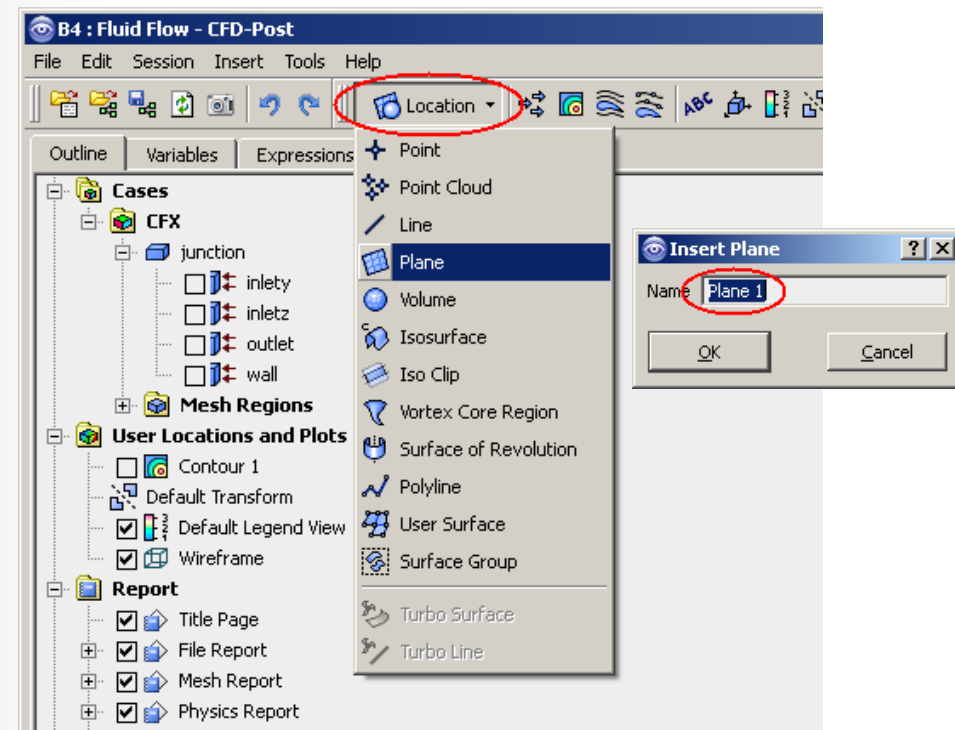 B4 : Fluid Flow - CFD-Post
File Edit Session Insert Tools Help
Location
ABC
Outline Variables Expressions
Cases
CFX
junction
inlety
inletz
outlet
wall
Mesh Regions
User Locations and Plots
Contour 1
Default Transform
Default Legend View
Wireframe
Report
Title Page
File Report
Mesh Report
Physics Report
Point
Point Cloud
Line
Plane
Volume
Isosurface
Iso Clip
Vortex Core Region
Surface of Revolution
Polyline
User Surface
Surface Group
Turbo Surface
Turbo Line
Insert Plane
Name Plane 1
OK Cancel